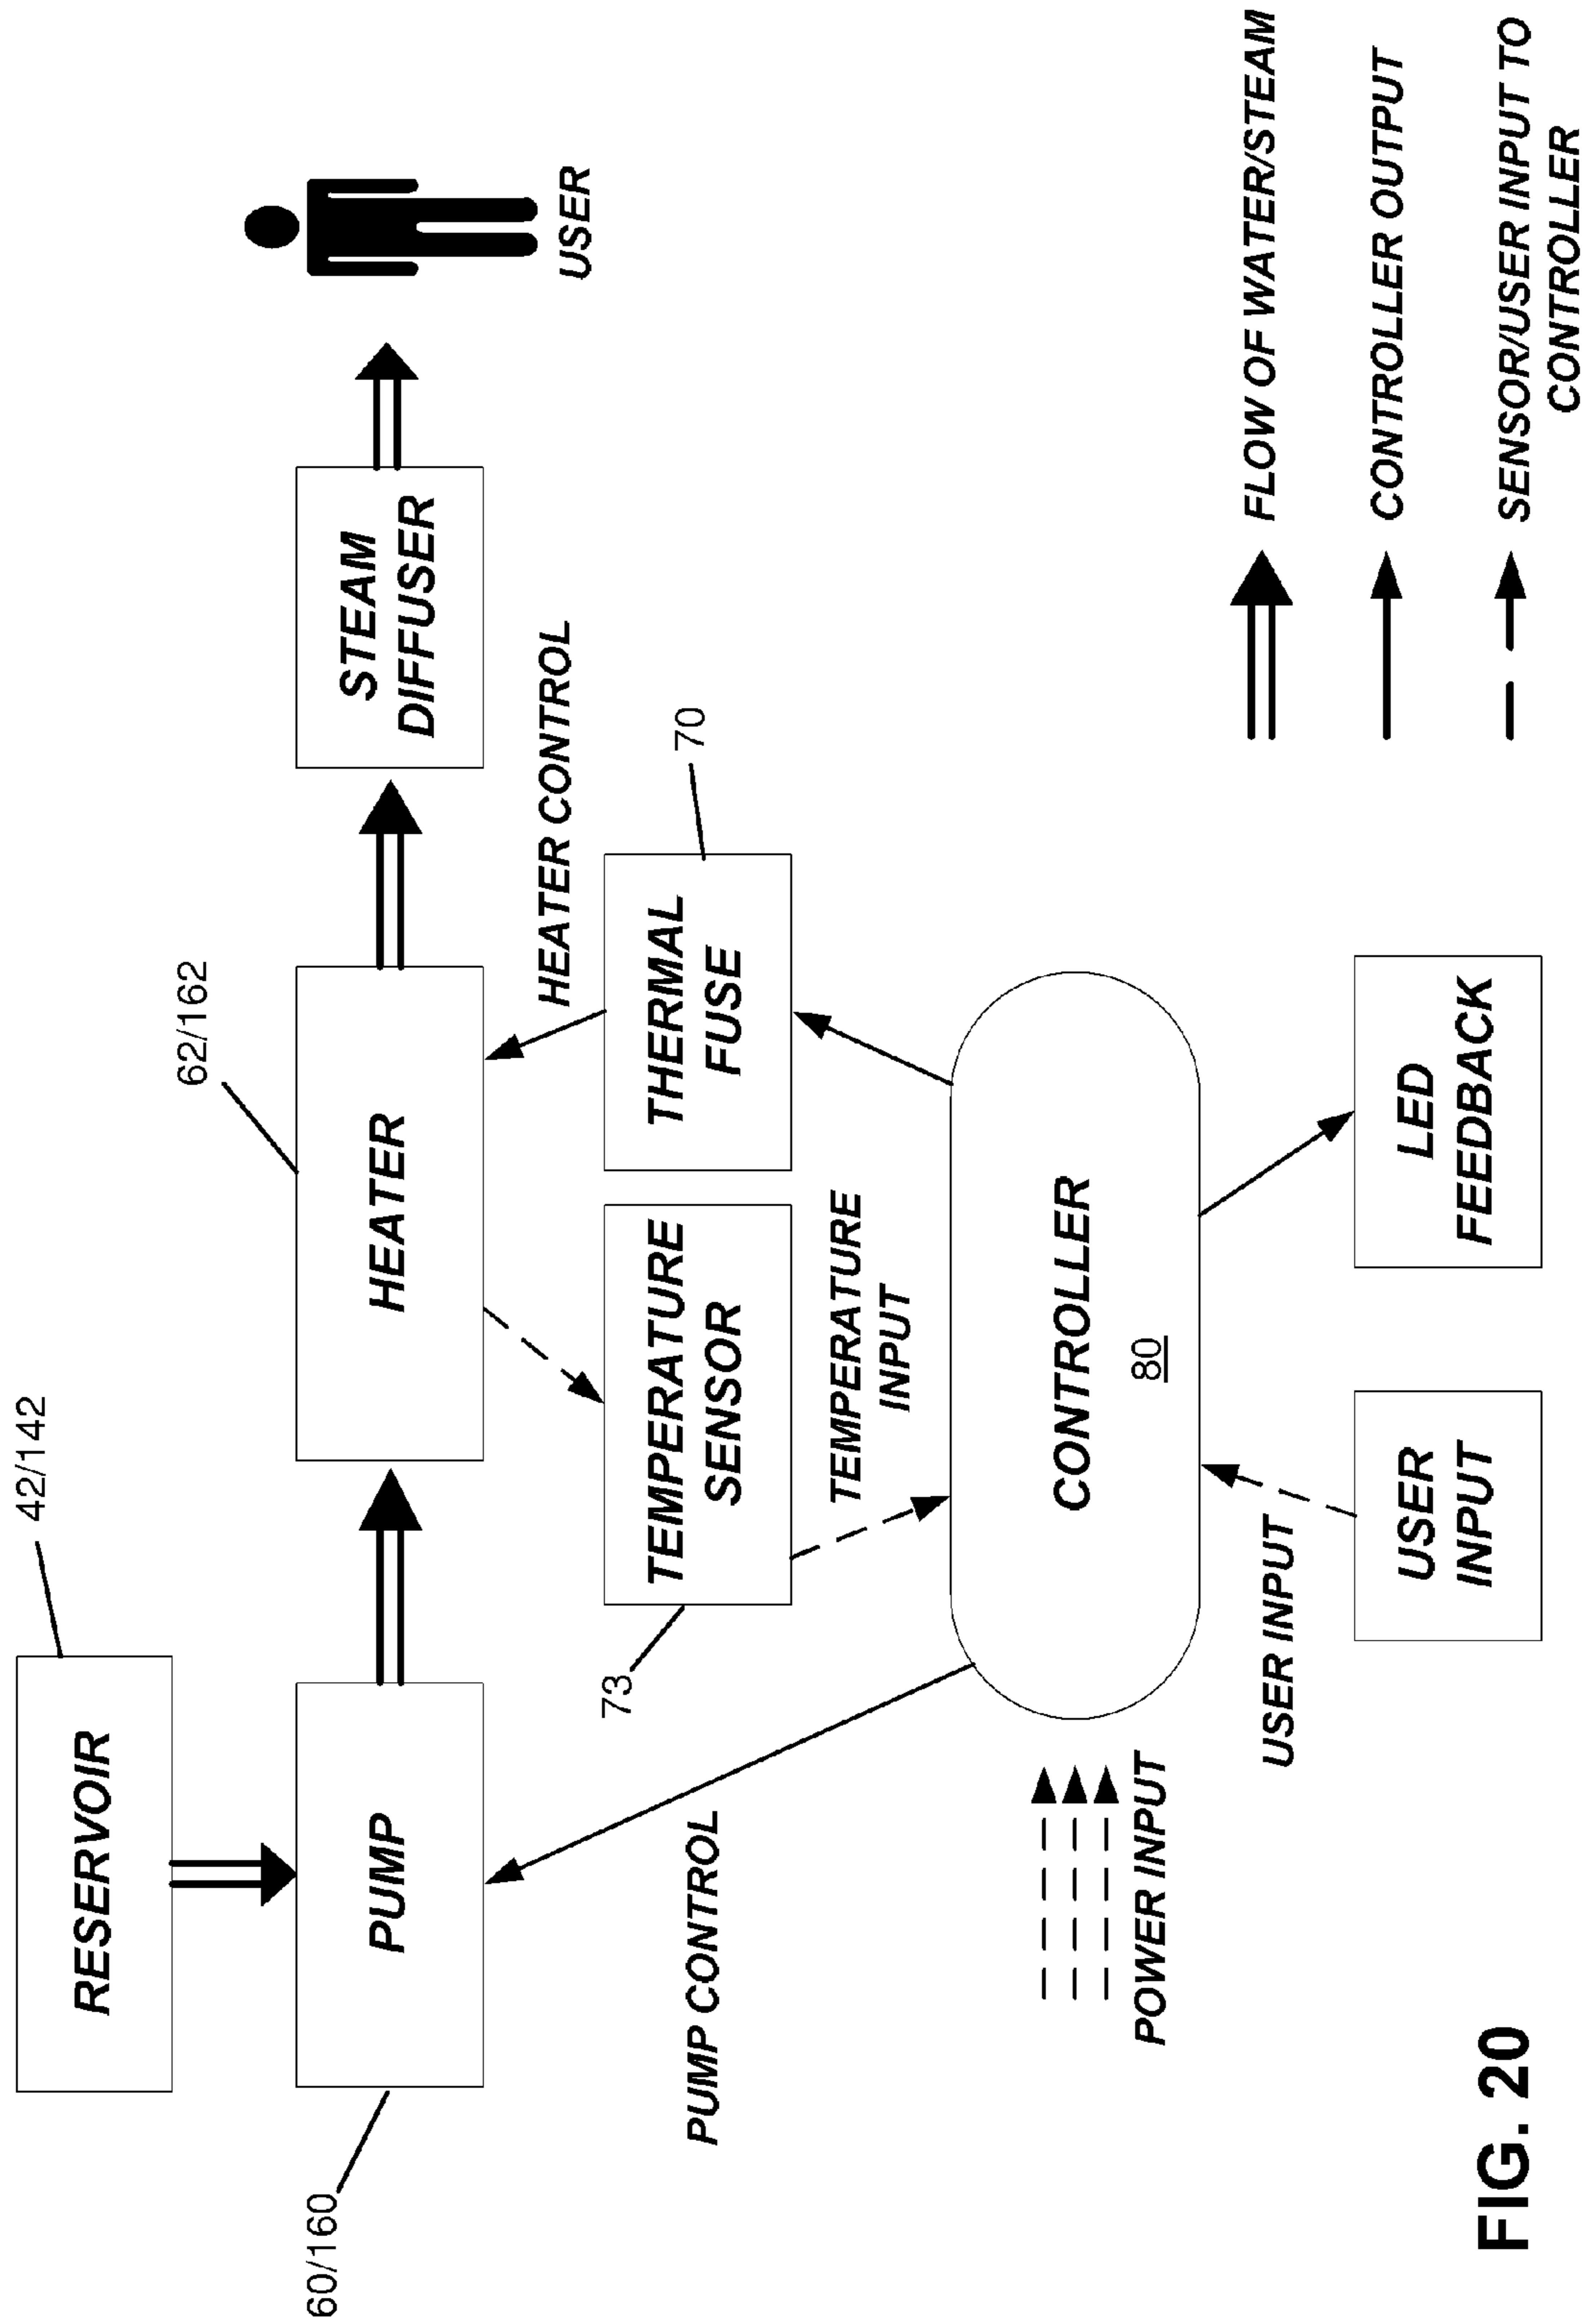 42/142
RESERVOIR
62/162
PUMP
HEATER
STEAM
DIFFUSER
USER
60/160
HEATER CONTROL
73
TEMPERATURE
SENSOR
THERMAL
FUSE
70
PUMP CONTROL
TEMPERATURE
INPUT
CONTROLLER
80
POWER INPUT
USER INPUT
USER
INPUT
LED
FEEDBACK
FLOW OF WATER/STEAM
CONTROLLER OUTPUT
SENSOR/USER INPUT TO
CONTROLLER
FIG. 20